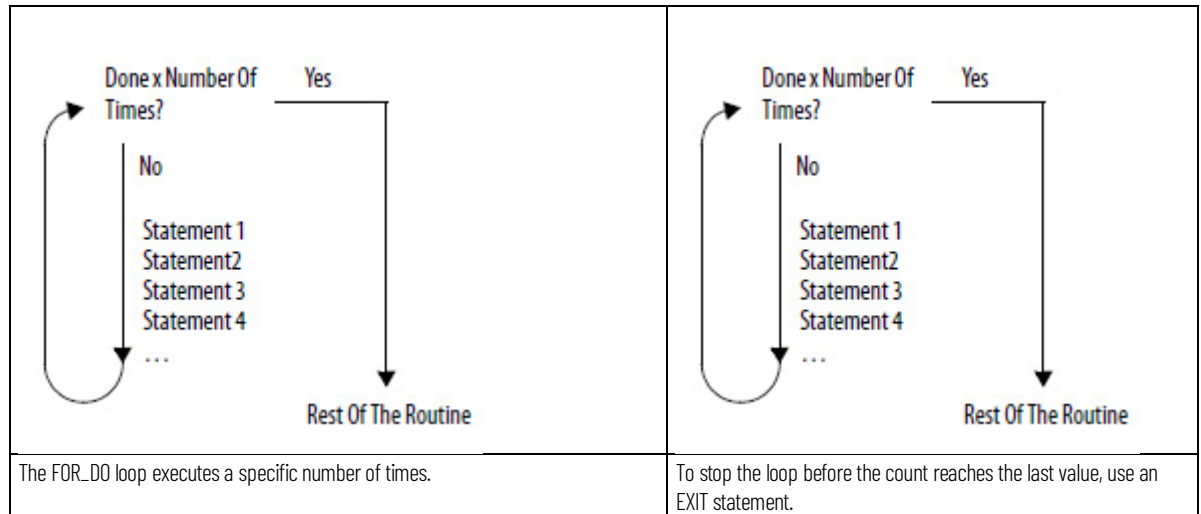 Done x Number Of Yes
Times?
No
Statement 1
Statement2
Statement 3
Statement 4
...
Rest Of The Routine
The FOR_DO loop executes a specific number of times.
Done x Number Of Yes
Times?
No
Statement 1
Statement2
Statement 3
Statement 4
...
Rest Of The Routine
To stop the loop before the count reaches the last value, use an
EXIT statement.